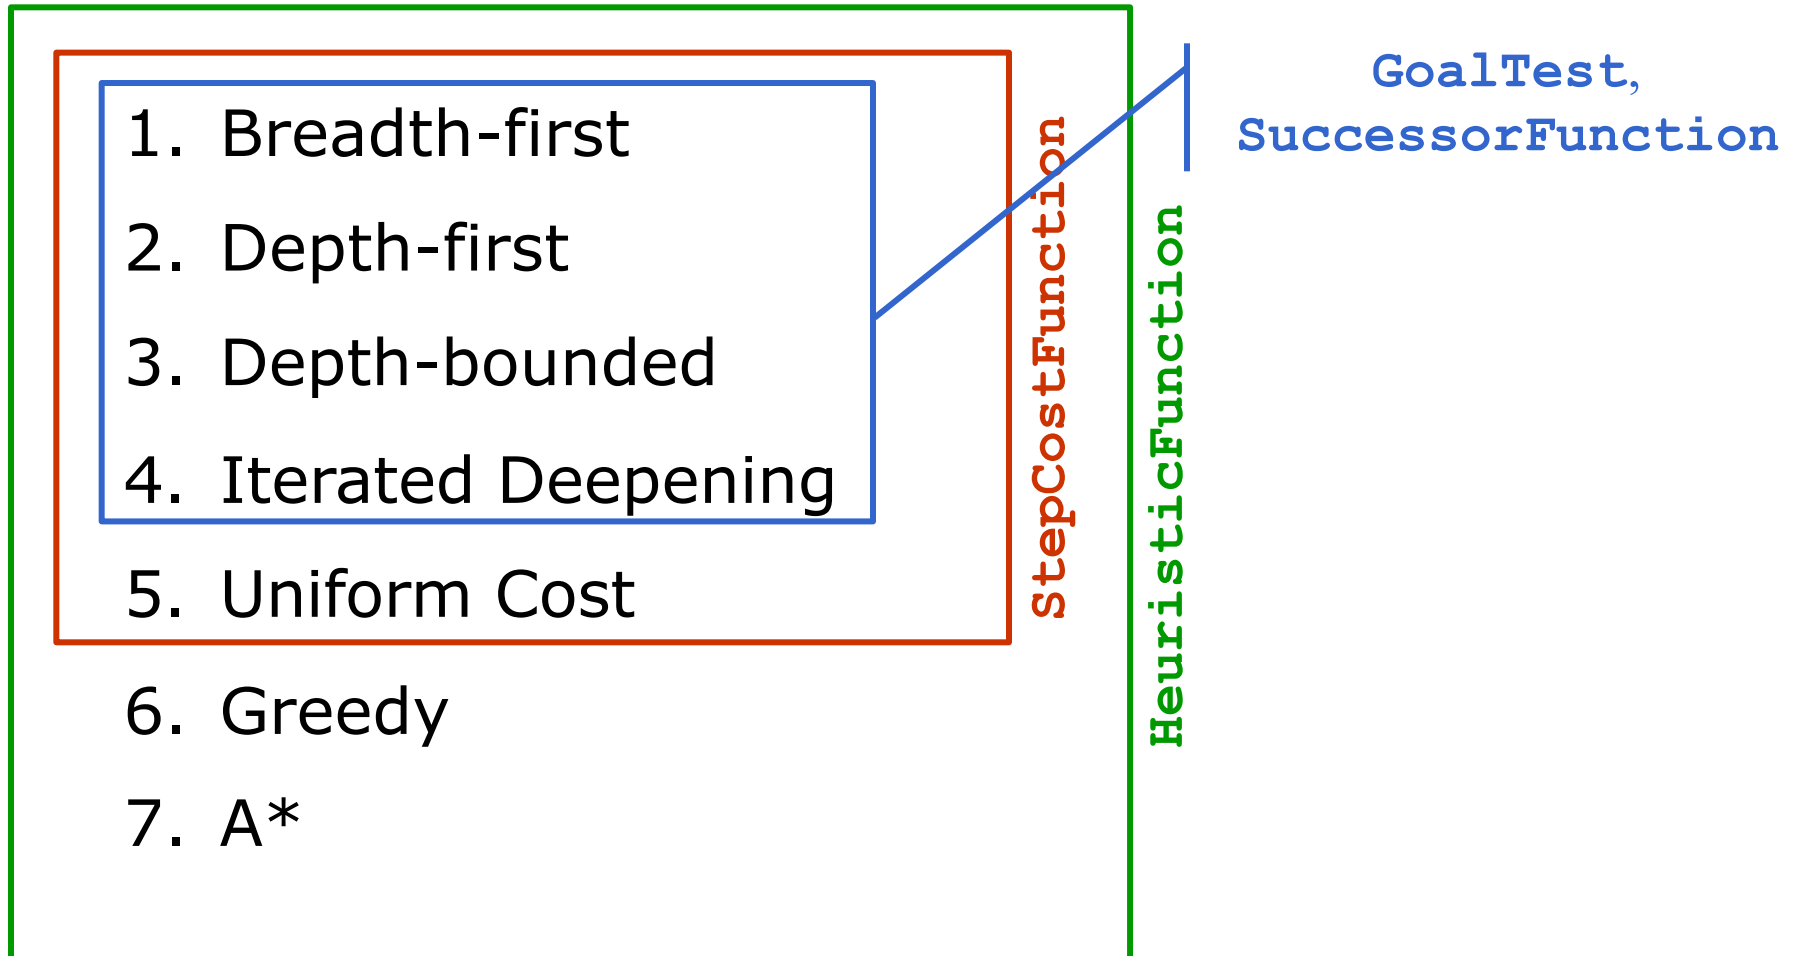 1. Breadth-first
2. Depth-first
3. Depth-bounded
4. Iterated Deepening
5. Uniform Cost
6. Greedy
7. A*
StepCostFunction
HeuristicFunction
GoalTest,
SuccessorFunction